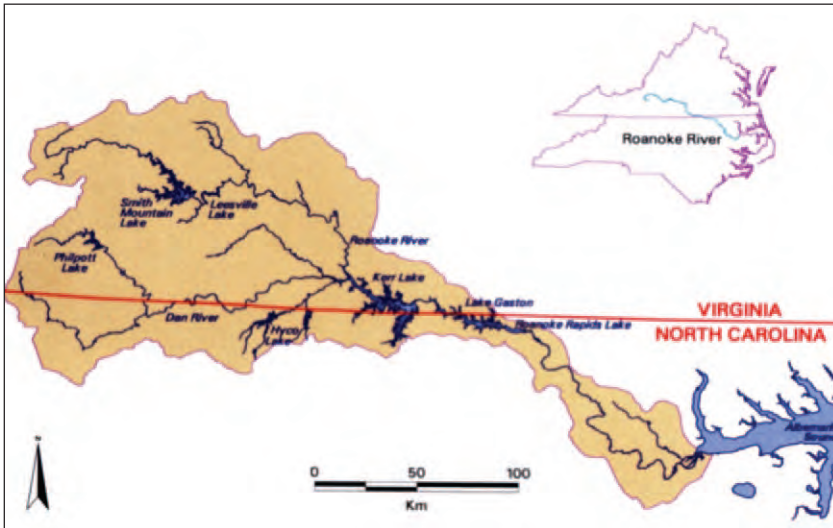 Roanoke River
Smith
Mountain
Lake
Leesville
Lake
Roanoke River
Philpott
Lake
Kerr Lake
Lake Gaston
VIRGINIA
Dan River
Hyco
Lake
Roanoke Rapids Lake
NORTH CAROLINA
0
50
100
Km